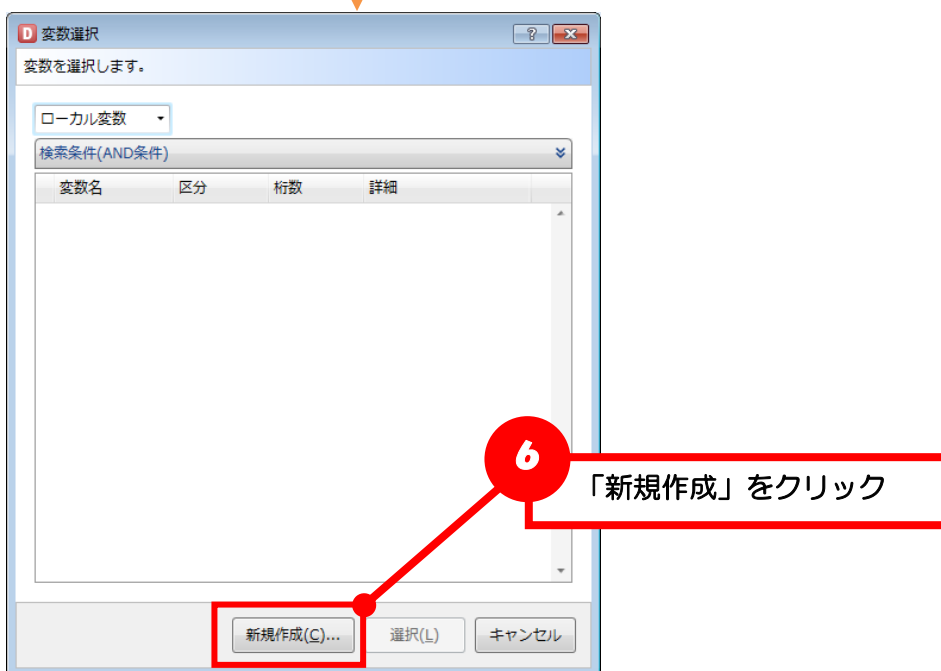 D 変数選択
変数を選択します。
ローカル変数
検索条件(AND条件)
変数名 区分 桁数 詳細
6
「新規作成」をクリック
新規作成(C)... 選択(L) キャンセル